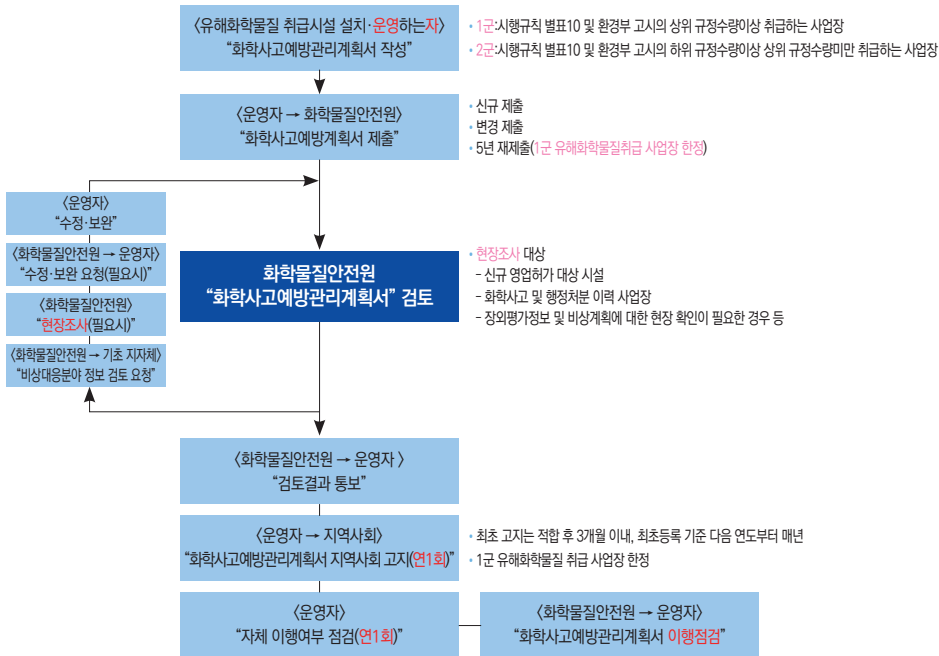 〈유해화학물질 취급시설 설치·운영하는자〉
“화학사고예방관리계획서 작성”
• 1군:시행규칙 별표10 및 환경부 고시의 상위 규정수량이상 취급하는 사업장
• 2군:시행규칙 별표10 및 환경부 고시의 하위 규정수량이상 상위 규정수량미만 취급하는 사업장
〈운영자 → 화학물질안전원〉
“화학사고예방계획서 제출”
• 신규 제출
• 변경 제출
• 5년 재제출(1군 유해화학물질취급 사업장 한정)
〈운영자〉
“수정·보완”
〈화학물질안전원 → 운영자〉
“수정·보완 요청(필요시)”
〈화학물질안전원〉
“현장조사(필요시)”
〈화학물질안전원 → 기초 지자체〉
“비상대응분야 정보 검토 요청”
화학물질안전원
“화학사고예방관리계획서” 검토
• 현장조사 대상
- 신규 영업허가 대상 시설
- 화학사고 및 행정처분 이력 사업장
- 장외평가정보 및 비상계획에 대한 현장 확인이 필요한 경우 등
〈화학물질안전원 → 운영자 〉
“검토결과 통보”
〈운영자 → 지역사회〉
“화학사고예방관리계획서 지역사회 고지(연1회)”
• 최초 고지는 적합 후 3개월 이내, 최초등록 기준 다음 연도부터 매년
• 1군 유해화학물질 취급 사업장 한정
〈운영자〉
“자체 이행여부 점검(연1회)”
〈화학물질안전원 → 운영자〉
“화학사고예방관리계획서 이행점검”